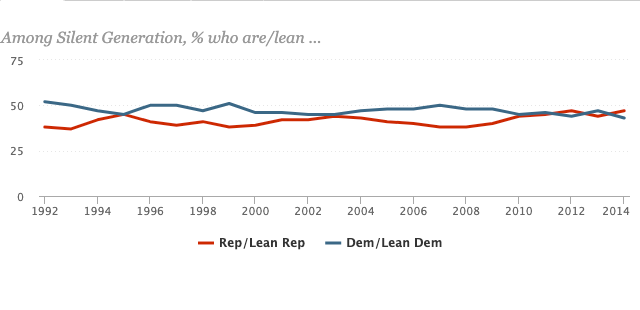 Among Silent Generation, % who are/lean ...
75
50
25
0
1992 1994 1996 1998 2000 2002 2004 2006 2008 2010 2012 2014
Rep/Lean Rep Dem/Lean Dem